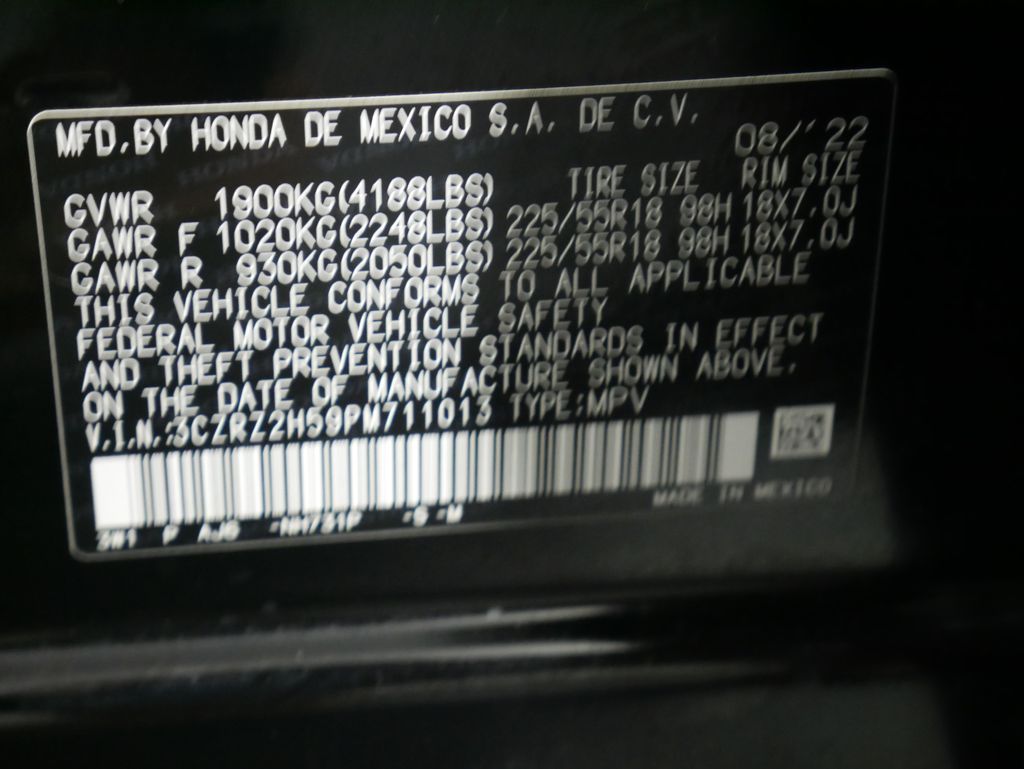 MFD.BY HONDA DE MEXICO S.A. DE C.V.
08/'22
TIRE SIZE RIM SIZE
GVWR 1900KG(4188LBS)
GAWR F 1020KG(2248LBS) 225/55R18 98H 18X7.0J
GAWR R 930KG(2050LBS) 225/55R18 98H 18X7.0J
THIS VEHICLE CONFORMS TO ALL APPLICABLE
FEDERAL MOTOR VEHICLE SAFETY
AND THEFT PREVENTION STANDARDS IN EFFECT
ON THE DATE OF MANUFACTURE SHOWN ABOVE.
V.I.N.:3CZRZ2H59PM711013 TYPE:MPV
MADE IN MEXICO
3W1 P AJG -NH731P -S -W